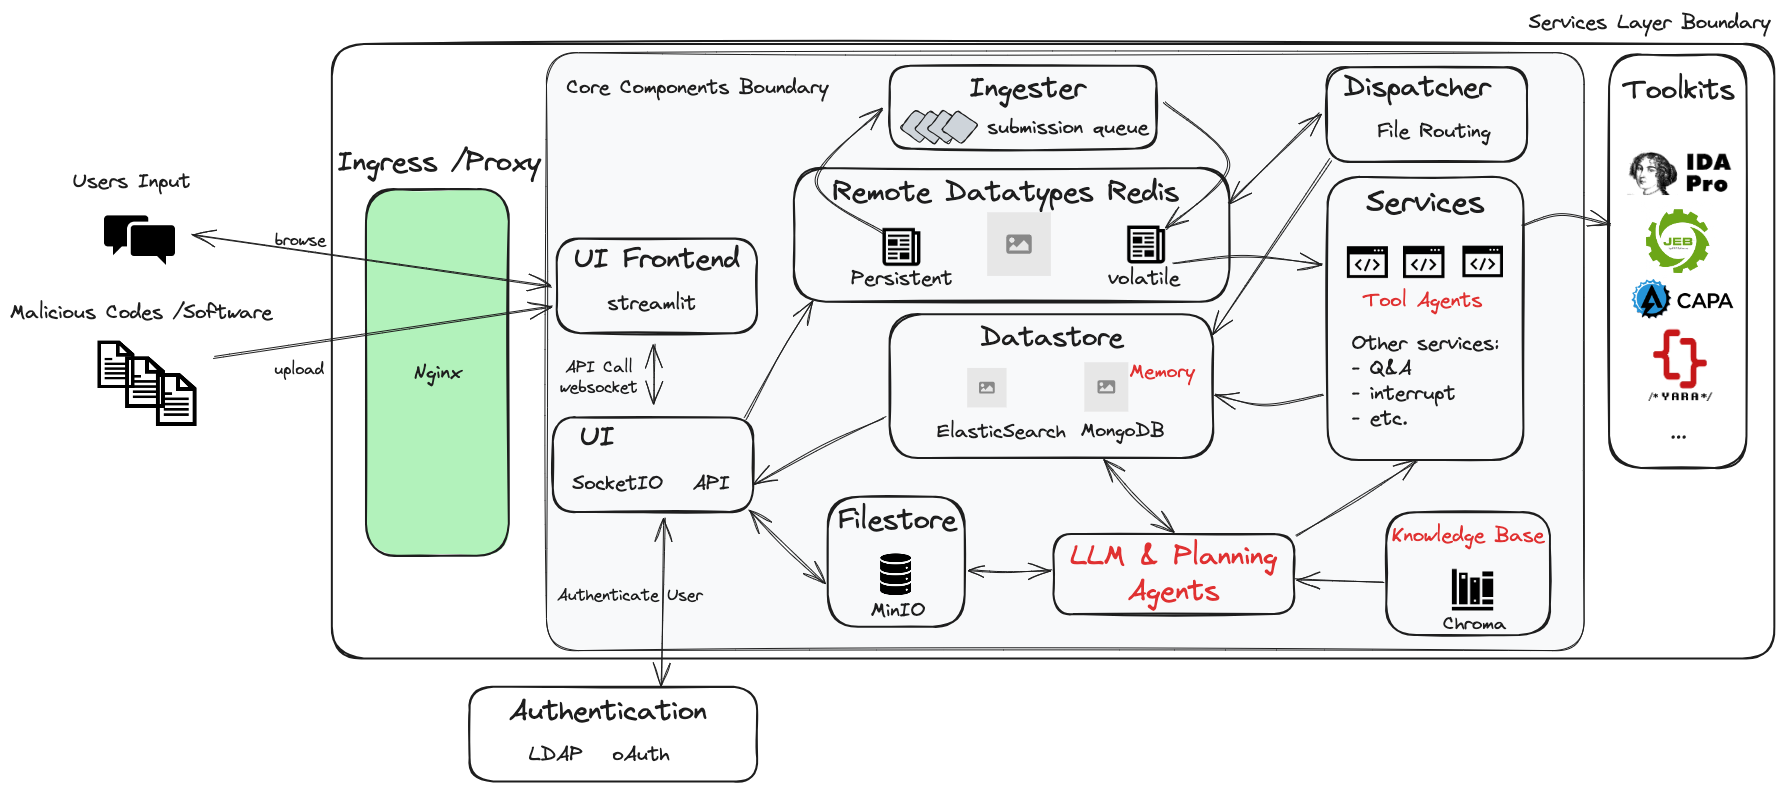 Services Layer Boundary
Core Components Boundary
Ingress /Proxy
Nginx
Users Input
browse
Malicious Codes /Software
upload
UI Frontend
streamlit
API Call
websocket
UI
SocketIO API
Authenticate User
Authentication
LDAP oAuth
Ingester
submission queue
Remote Datatypes Redis
Persistent
volatile
Datastore
Memory
ElasticSearch MongoDB
Filestore
MinIO
LLM & Planning
Agents
Knowledge Base
Chroma
Dispatcher
File Routing
Services
</>
</>
</>
Tool Agents
Other services:
- Q&A
- interrupt
- etc.
Toolkits
IDA
Pro
JEB
CAPA
/*YARA*/
...